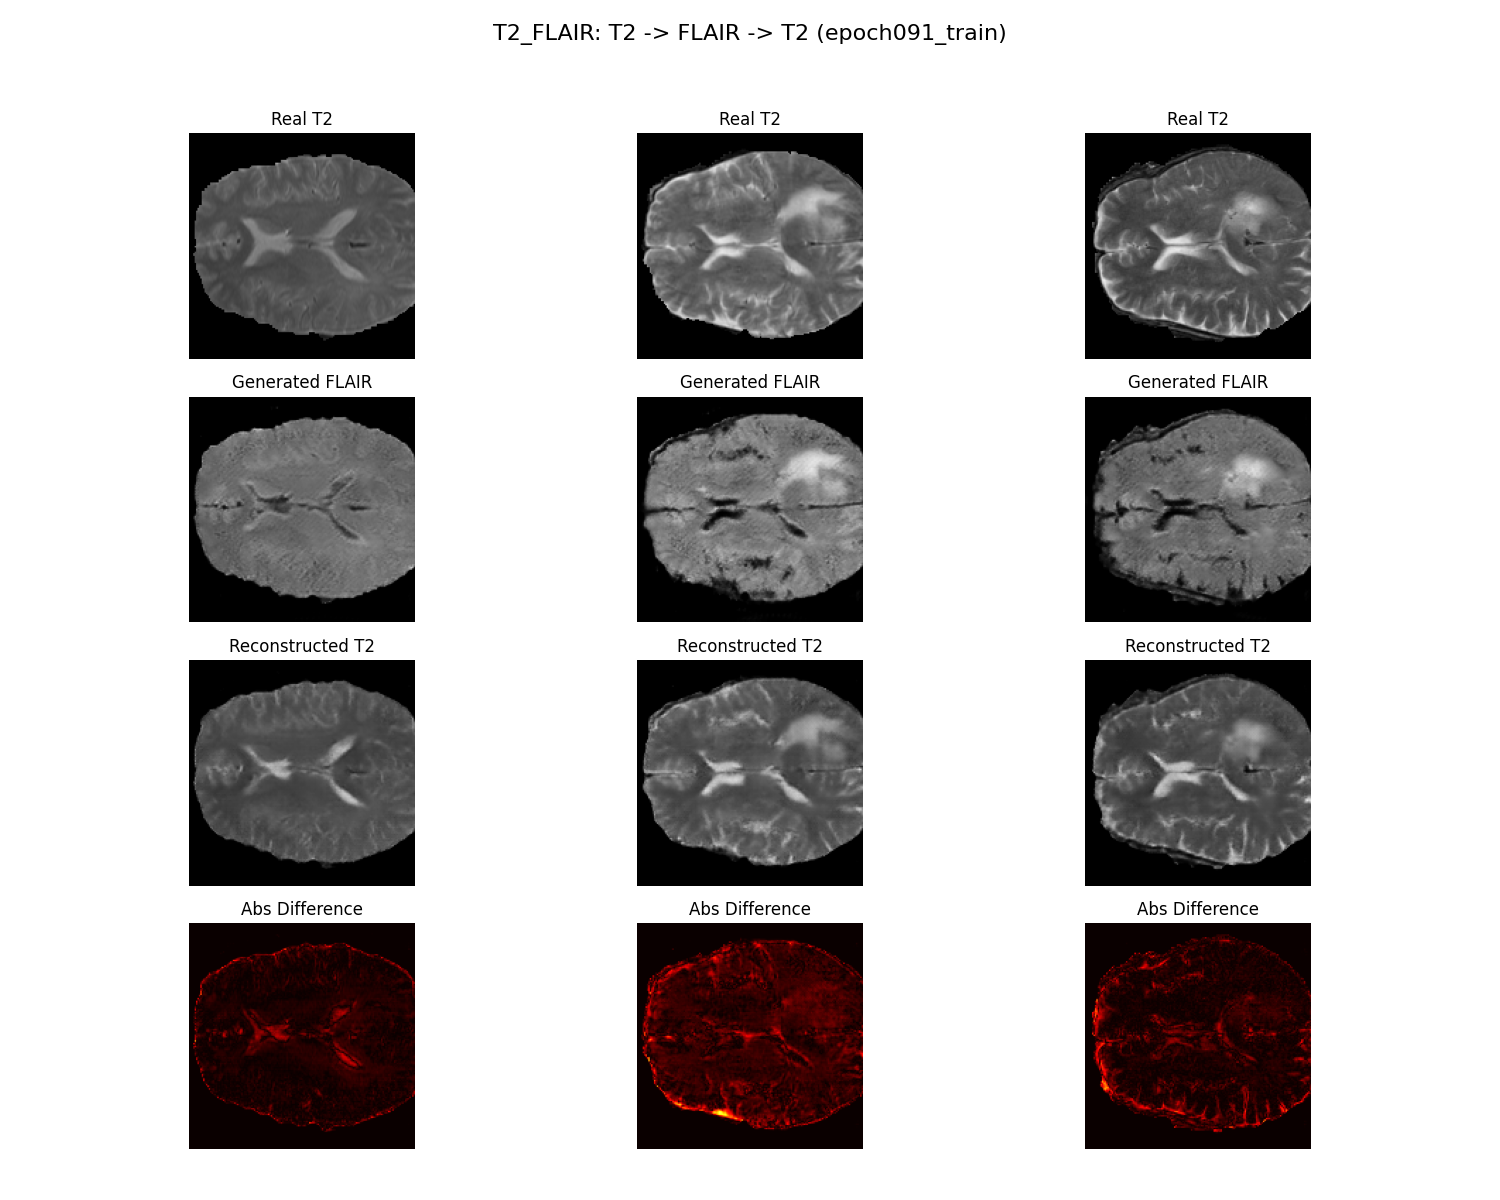 T2_FLAIR: T2 -> FLAIR -> T2 (epoch091_train)
Real T2
Real T2
Real T2
Generated FLAIR
Generated FLAIR
Generated FLAIR
Reconstructed T2
Reconstructed T2
Reconstructed T2
Abs Difference
Abs Difference
Abs Difference